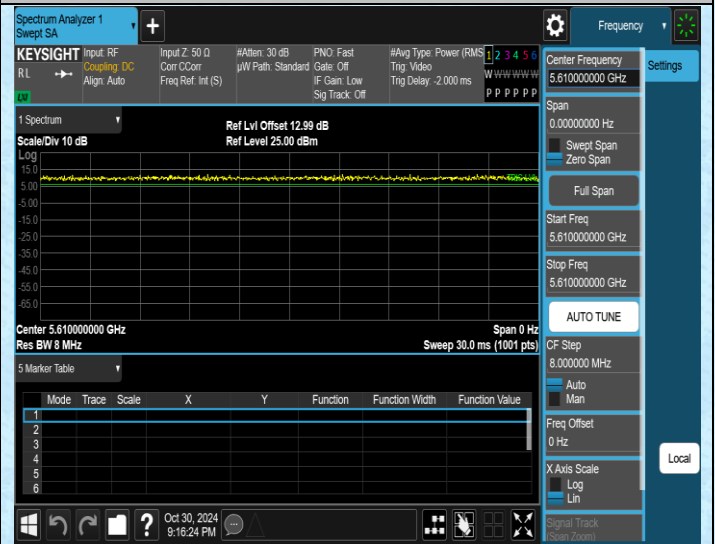 Spectrum Analyzer 1
Swept SA
Frequency
KEYSIGHT
RL
LXI
Input: RF
Coupling: DC
Align: Auto
Input Z: 50 Ω
Corr CCorr
Freq Ref: Int (S)
#Atten: 30 dB
µW Path: Standard
PNO: Fast
Gate: Off
IF Gain: Low
Sig Track: Off
#Avg Type: Power (RMS
Trig: Video
Trig Delay: -2.000 ms
1 2 3 4 5 6
W W W W W W
P P P P P P
1 Spectrum
Scale/Div 10 dB
Ref Lvl Offset 12.99 dB
Ref Level 25.00 dBm
Log
15.0
5.00
-5.00
-15.0
-25.0
-35.0
-45.0
-55.0
-65.0
Center 5.610000000 GHz
Res BW 8 MHz
Span 0 Hz
Sweep 30.0 ms (1001 pts)
5 Marker Table
Mode Trace Scale X Y Function Function Width Function Value
1
2
3
4
5
6
Oct 30, 2024
9:16:24 PM
Center Frequency
5.610000000 GHz
Settings
Span
0.00000000 Hz
Swept Span
Zero Span
Full Span
Start Freq
5.610000000 GHz
Stop Freq
5.610000000 GHz
AUTO TUNE
CF Step
8.000000 MHz
Auto
Man
Freq Offset
0 Hz
X Axis Scale
Log
Lin
Local
Signal Track
(Span Zoom)